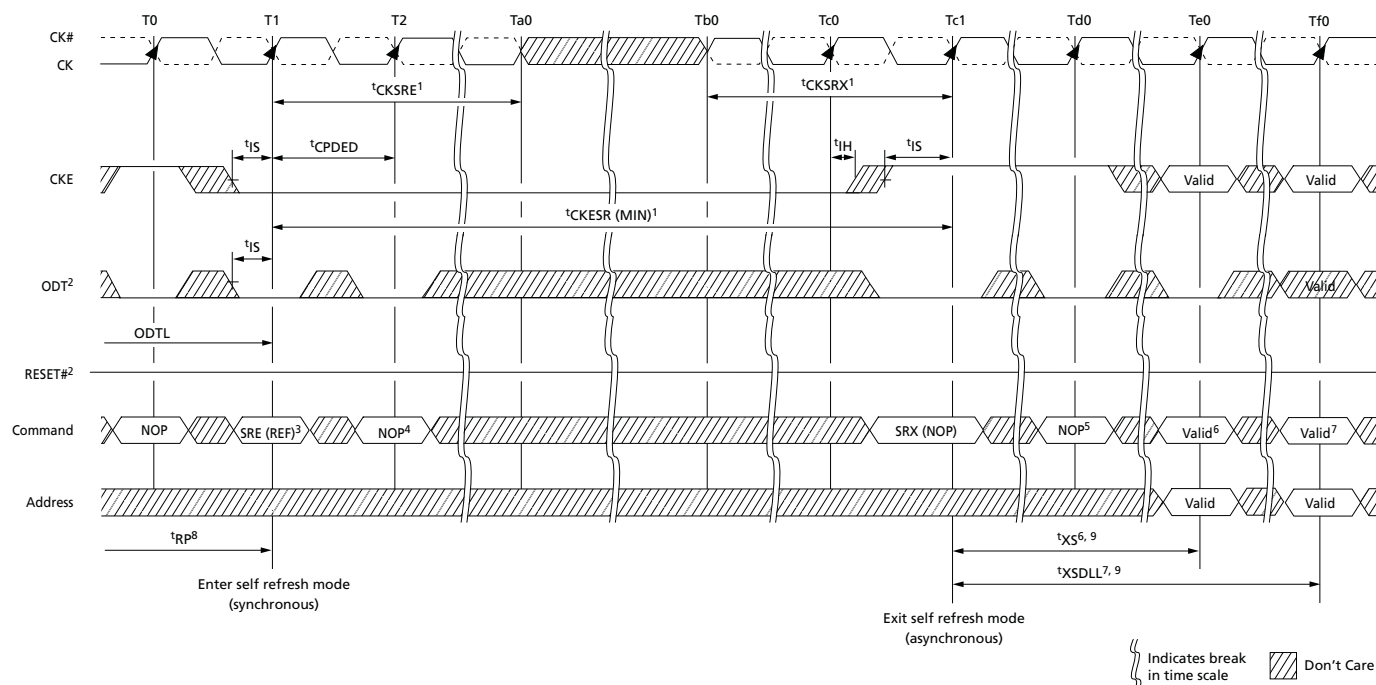 T0 T1 T2 Ta0 Tb0 Tc0 Tc1 Td0 Te0 Tf0
CK#
CK
tCKSRE1 tCKSRX1
tIS tCPDED tIH tIS
CKE Valid Valid
tCKESR (MIN)1
tIS
ODT2 Valid
ODTL
RESET#2
Command NOP SRE (REF)3 NOP4 SRX (NOP) NOP5 Valid6 Valid7
Address Valid Valid
tRP8 tXS6, 9
tXSDLL7, 9
Enter self refresh mode
(synchronous)
Exit self refresh mode
(asynchronous)
Indicates break
in time scale
Don't Care